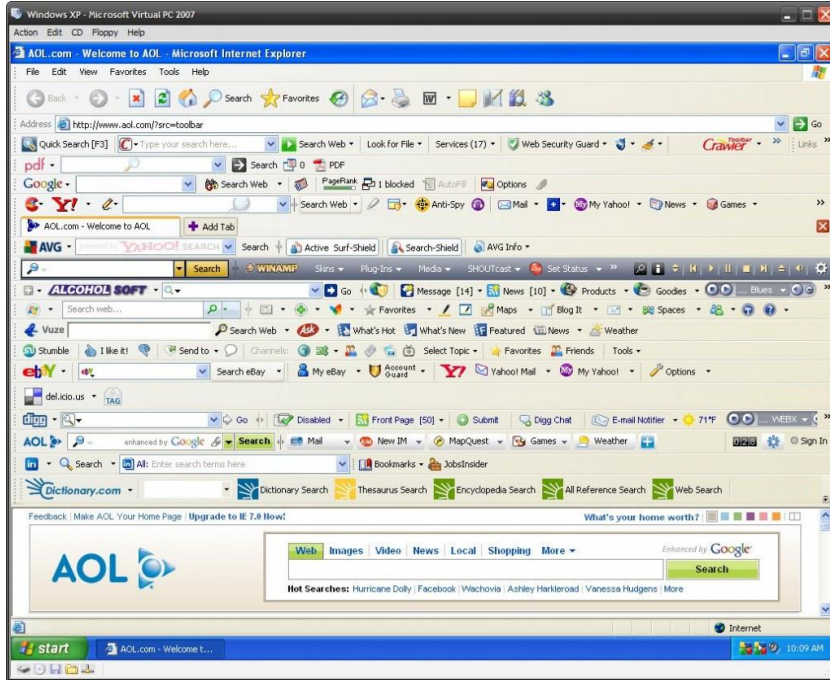 Windows XP - Microsoft Virtual PC 2007
Action Edit CD Floppy Help
AOL.com - Welcome to AOL - Microsoft Internet Explorer
File Edit View Favorites Tools Help
Back Search Favorites
Address http://www.aol.com/?src=toolbar Go
Quick Search [F3] Type your search here... Search Web Look for File Services (17) Web Security Guard Crawler Toolbar Links
pdf Search 0 PDF
Google Search Web PageRank 1 blocked AutoFill Options
Y! Search Web Anti-Spy Mail My Yahoo! News Games
AOL.com - Welcome to AOL Add Tab
AVG powered by YAHOO! SEARCH Search Active Surf-Shield Search-Shield AVG Info
Search WINAMP Skins Plug-Ins Media SHOUTcast Set Status
ALCOHOL SOFT Go Message [14] News [10] Products Goodies Blues
Search web... Favorites Maps Blog It Spaces
Vuze Search Web Ask What's Hot What's New Featured News Weather
Stumble I like it! Send to Channels: Select Topic Favorites Friends Tools
ebY Search eBay My eBay Account Guard Y7 Yahoo! Mail My Yahoo! Options
del.icio.us TAG
digg Go Disabled Front Page [50] Submit Digg Chat E-mail Notifier 71°F WEBX
AOL enhanced by Google Search Mail New IM MapQuest Games Weather Sign In
in Search All: Enter search terms here Bookmarks JobsInsider
Dictionary.com Dictionary Search Thesaurus Search Encyclopedia Search All Reference Search Web Search
Feedback | Make AOL Your Home Page | Upgrade to IE 7.0 Now! What's your home worth?
Web Images Video News Local Shopping More Enhanced by Google
AOL Search
Hot Searches: Hurricane Dolly | Facebook | Wachovia | Ashley Harkleroad | Vanessa Hudgens | More
Internet
start AOL.com - Welcome t... 10:09 AM